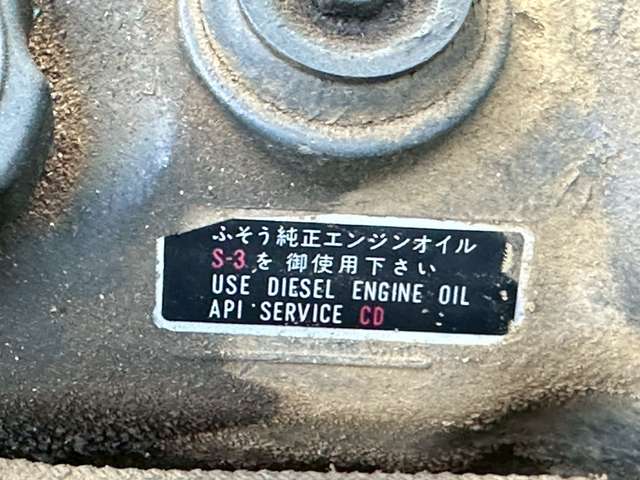 ふそう純正エンジンオイル
S-3を 御使用下さい
USE DIESEL ENGINE OIL
API SERVICE CD